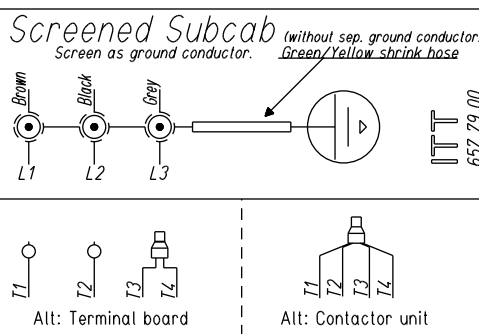 Screened Subcab (without sep. ground conductor.
Screen as ground conductor. Green/Yellow shrink hose
Brown Black Grey
L1 L2 L3
ITT
657 79 00
T1 T2 T3 T4
Alt: Terminal board
T1 T2 T3 T4
Alt: Contactor unit